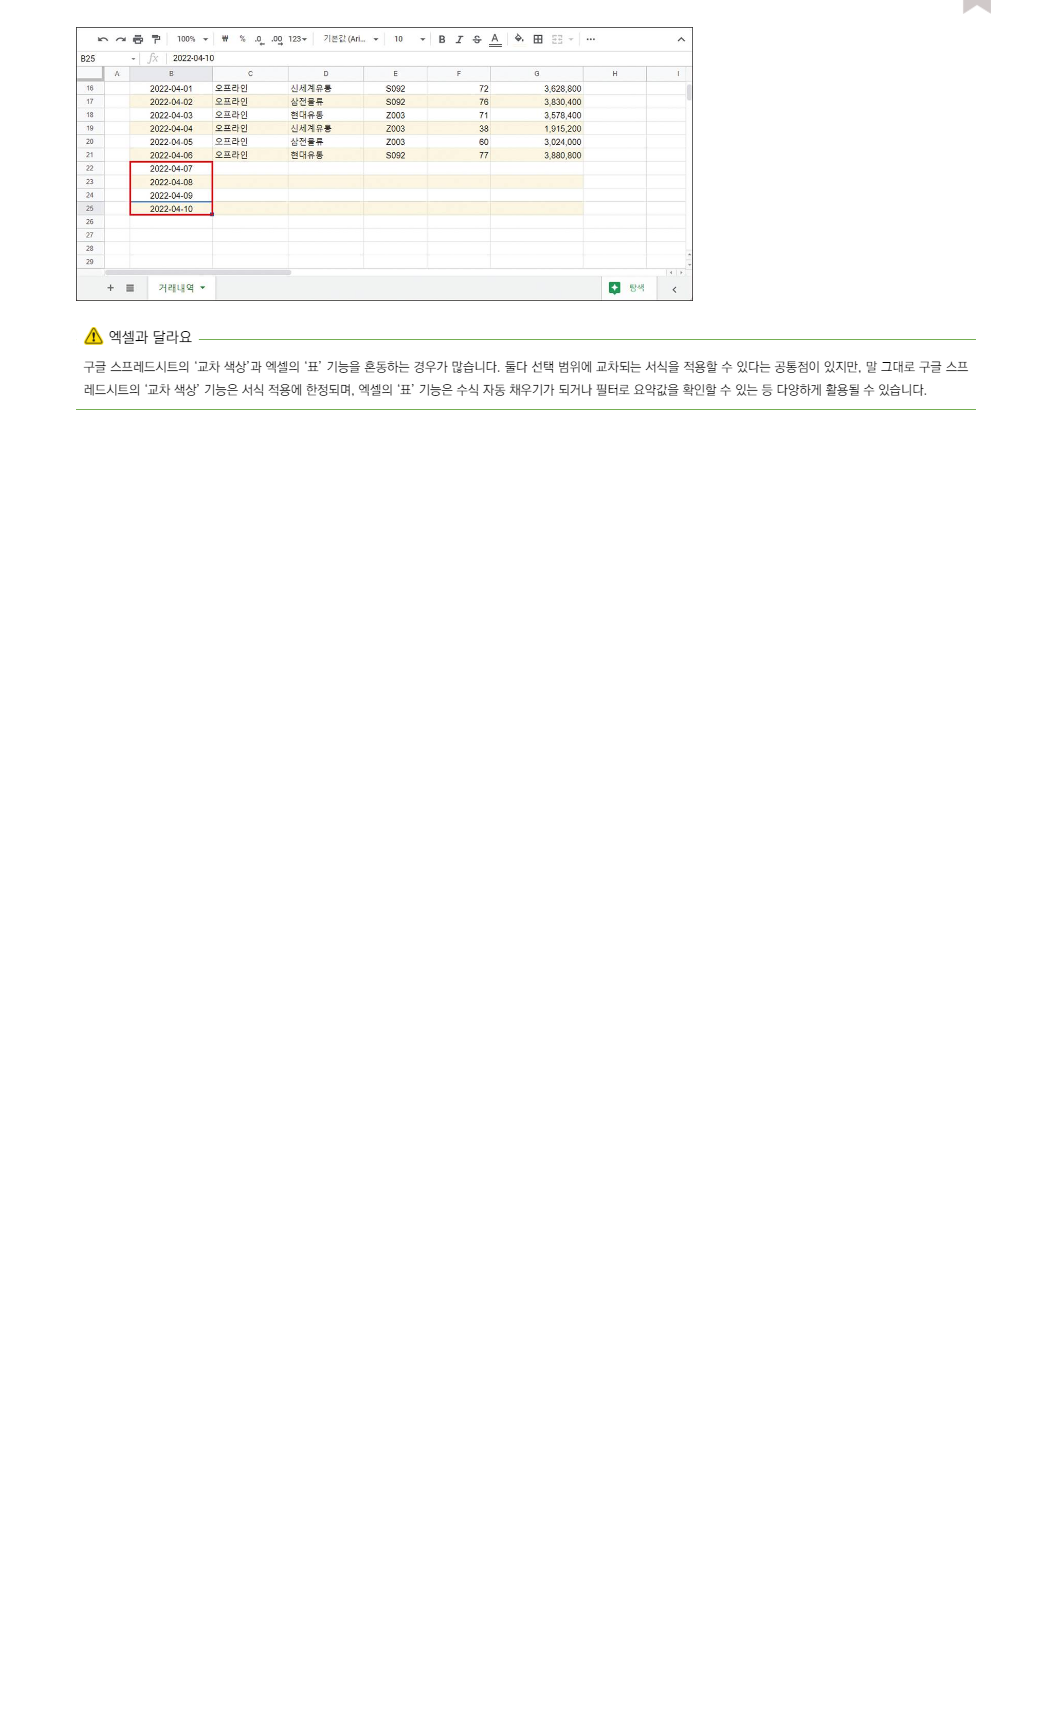 100% ₩ % .0 .00 123 기본값 (Ari... 10 B I S A
B25 fx 2022-04-10
A B C D E F G H I
16 2022-04-01 오프라인 신세계유통 S092 72 3,628,800
17 2022-04-02 오프라인 삼전물류 S092 76 3,830,400
18 2022-04-03 오프라인 현대유통 Z003 71 3,578,400
19 2022-04-04 오프라인 신세계유통 Z003 38 1,915,200
20 2022-04-05 오프라인 삼전물류 Z003 60 3,024,000
21 2022-04-06 오프라인 현대유통 S092 77 3,880,800
22 2022-04-07
23 2022-04-08
24 2022-04-09
25 2022-04-10
26
27
28
29
거래내역 탐색
엑셀과 달라요
구글 스프레드시트의 ‘교차 색상’과 엑셀의 ‘표’ 기능을 혼동하는 경우가 많습니다. 둘다 선택 범위에 교차되는 서식을 적용할 수 있다는 공통점이 있지만, 말 그대로 구글 스프
레드시트의 ‘교차 색상’ 기능은 서식 적용에 한정되며, 엑셀의 ‘표’ 기능은 수식 자동 채우기가 되거나 필터로 요약값을 확인할 수 있는 등 다양하게 활용될 수 있습니다.